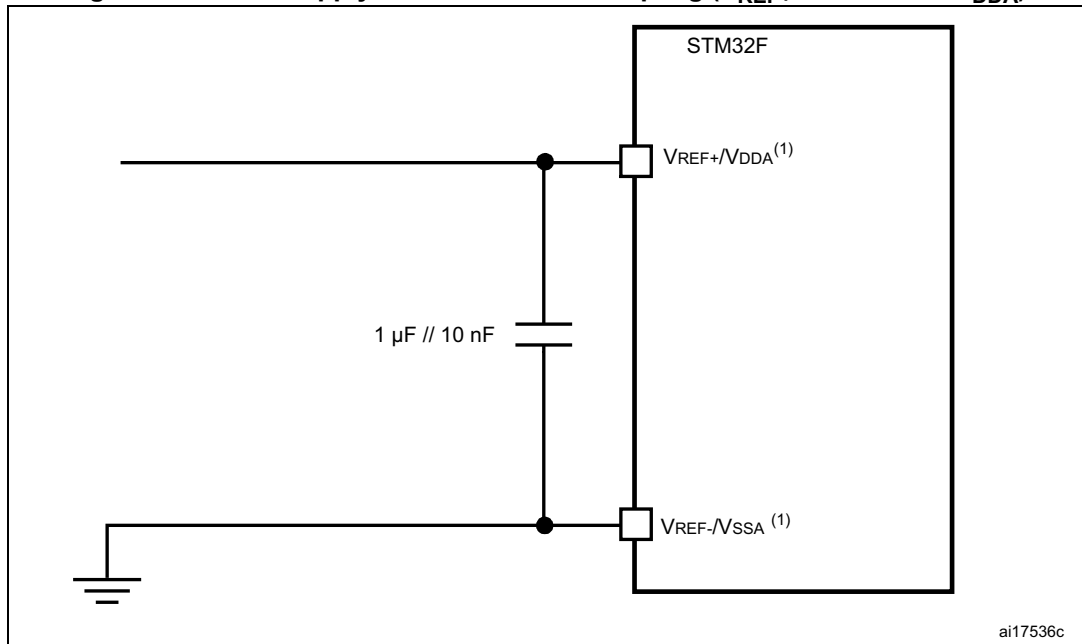 STM32F
VREF+/VDDA(1)
1 µF // 10 nF
VREF-/VSSA (1)
ai17536c